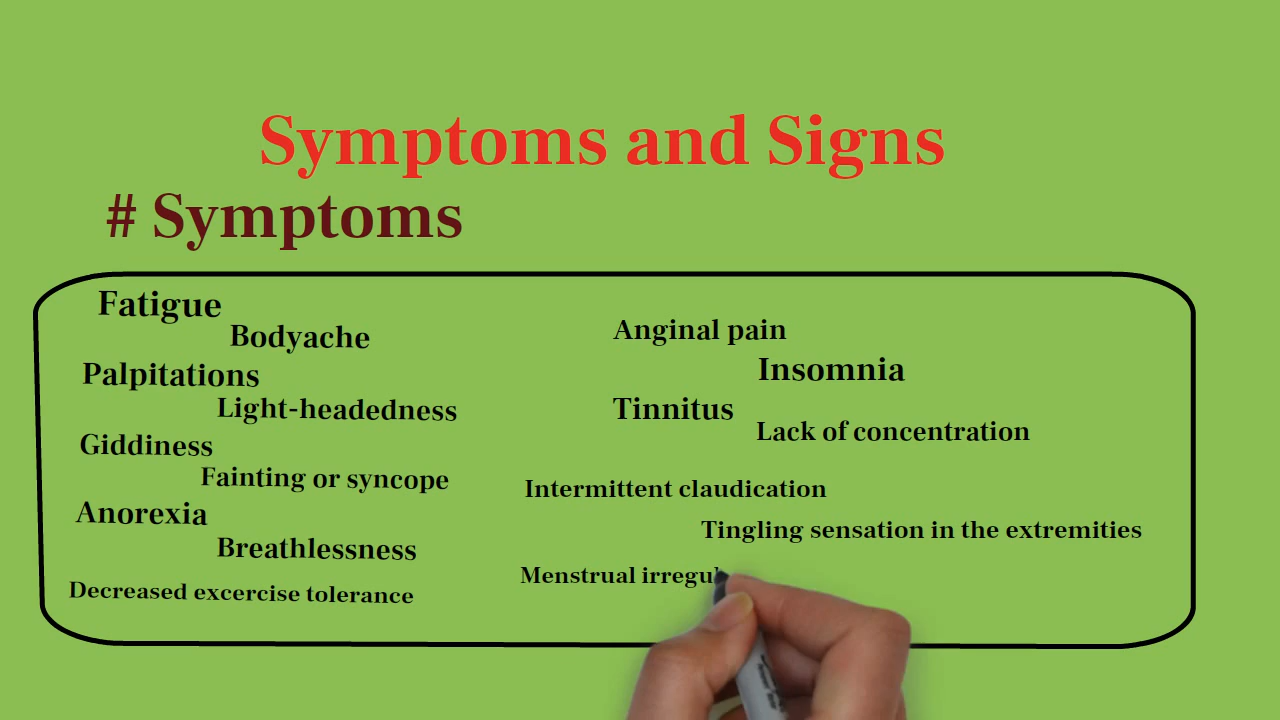 Symptoms and Signs
# Symptoms
Fatigue
Bodyache
Palpitations
Light-headedness
Giddiness
Fainting or syncope
Anorexia
Breathlessness
Decreased excercise tolerance
Anginal pain
Insomnia
Tinnitus
Lack of concentration
Intermittent claudication
Tingling sensation in the extremities
Menstrual